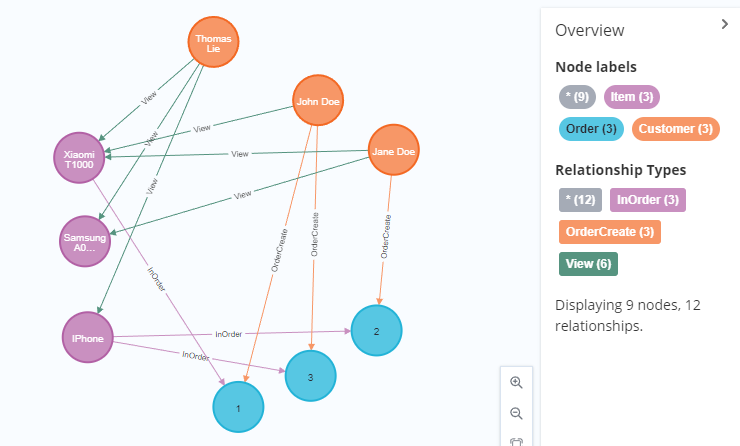 Thomas
Lie
John Doe
Jane Doe
Xiaomi
T1000
Samsung
A0...
IPhone
View
View
View
View
View
View
OrderCreate
OrderCreate
OrderCreate
InOrder
InOrder
InOrder
2
3
1
Overview
Node labels
* (9) Item (3)
Order (3) Customer (3)
Relationship Types
* (12) InOrder (3)
OrderCreate (3)
View (6)
Displaying 9 nodes, 12
relationships.